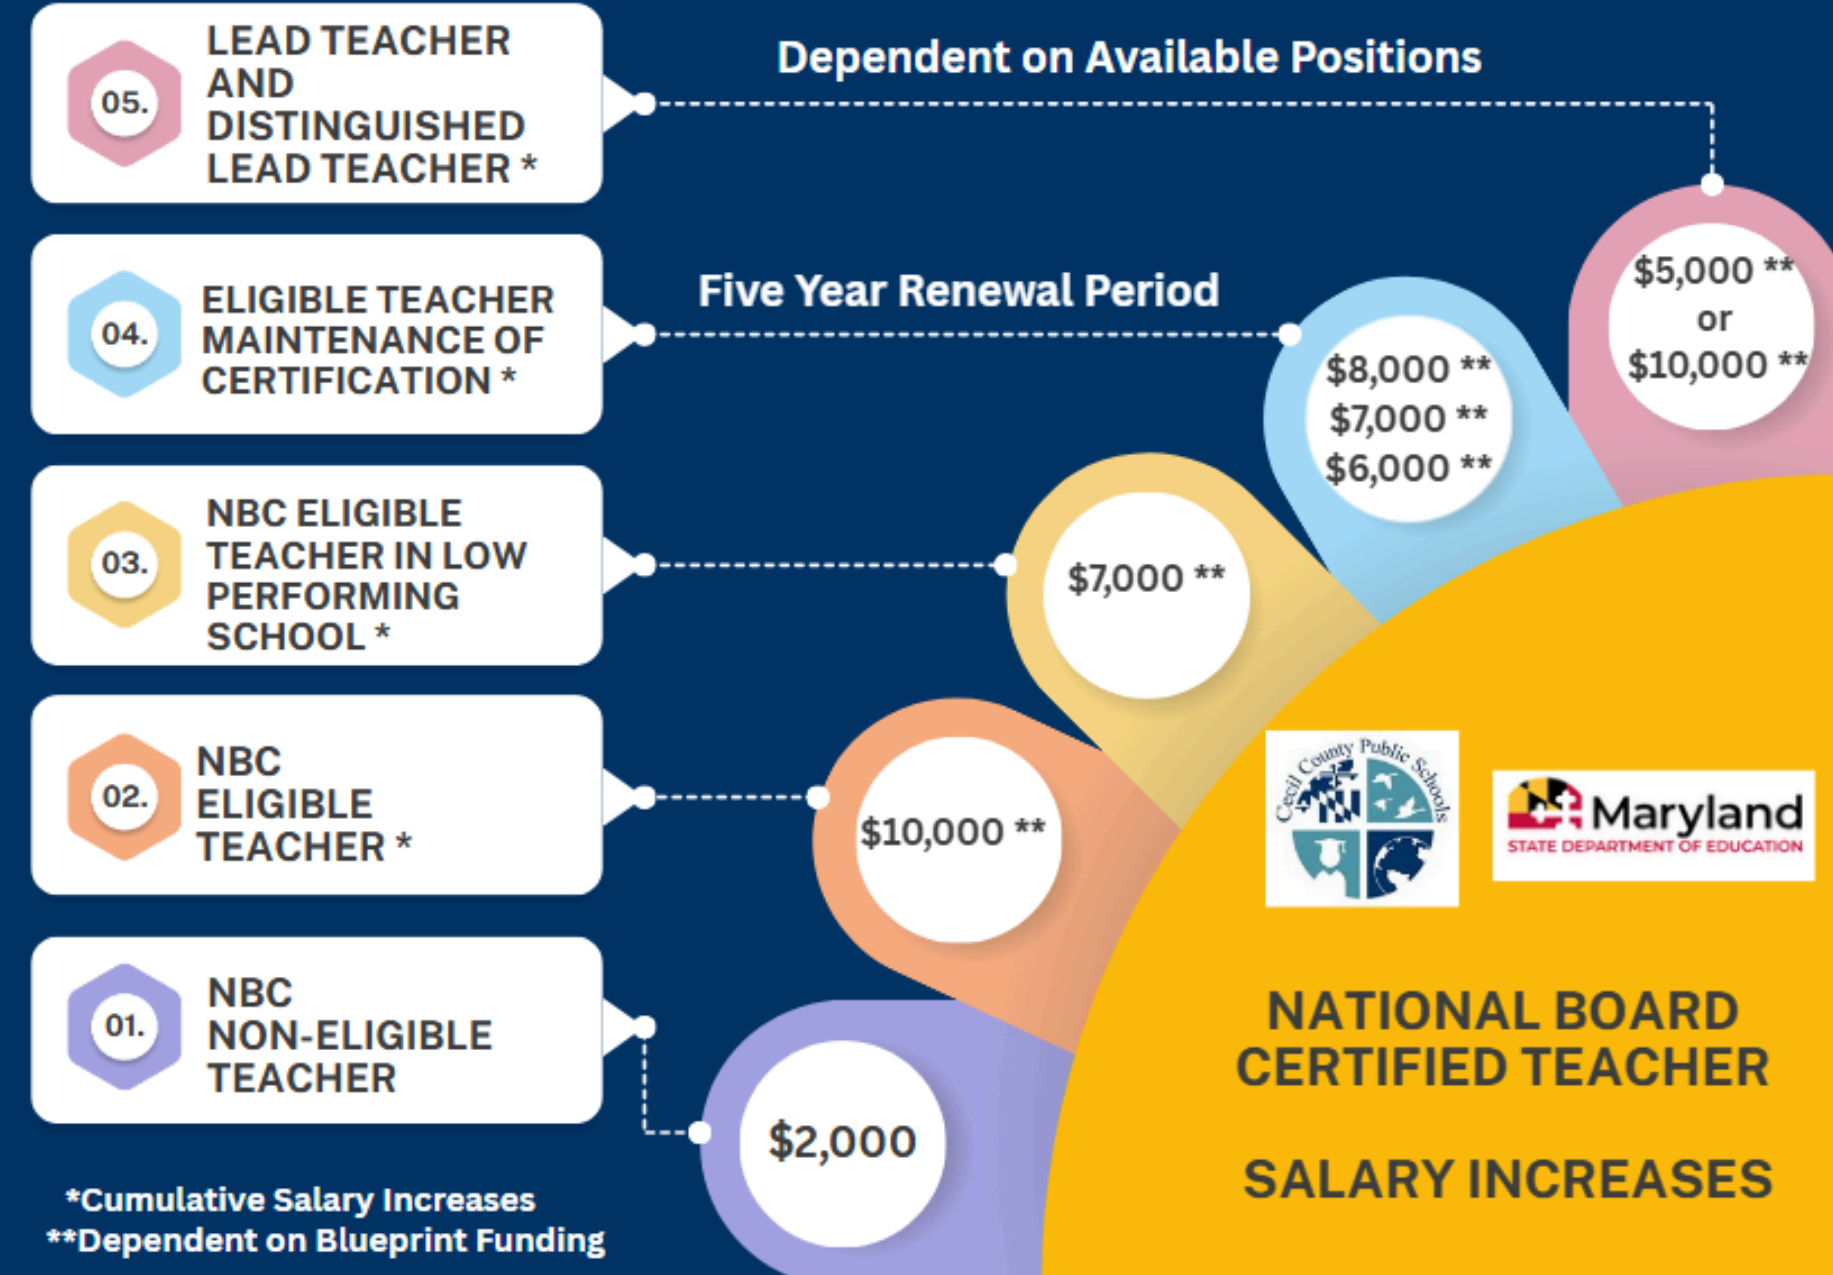 05.
LEAD TEACHER
AND
DISTINGUISHED
LEAD TEACHER *
Dependent on Available Positions
$5,000 **
or
$10,000 **
04.
ELIGIBLE TEACHER
MAINTENANCE OF
CERTIFICATION *
Five Year Renewal Period
$8,000 **
$7,000 **
$6,000 **
03.
NBC ELIGIBLE
TEACHER IN LOW
PERFORMING
SCHOOL *
$7,000 **
02.
NBC
ELIGIBLE
TEACHER *
$10,000 **
01.
NBC
NON-ELIGIBLE
TEACHER
$2,000
*Cumulative Salary Increases
**Dependent on Blueprint Funding
Cecil County Public Schools
Maryland
STATE DEPARTMENT OF EDUCATION
NATIONAL BOARD
CERTIFIED TEACHER
SALARY INCREASES